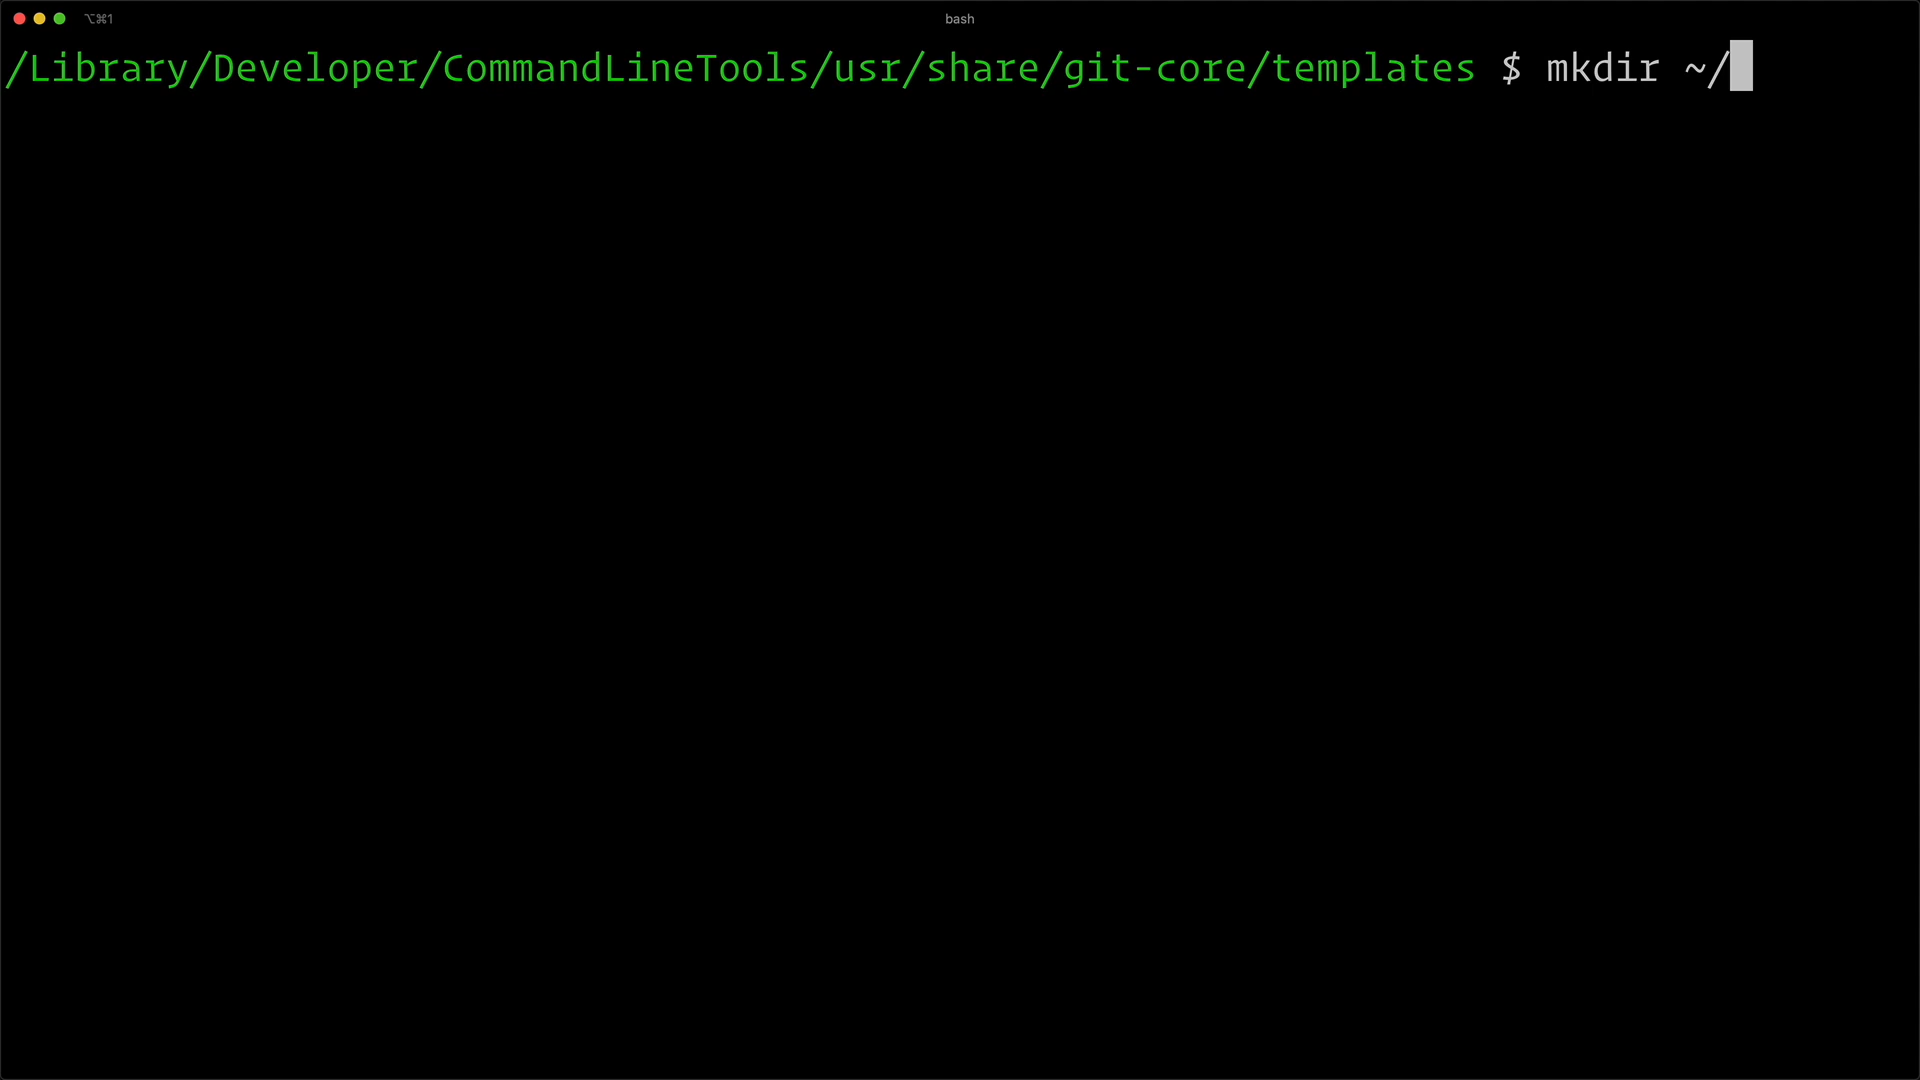 ⌥⌘1
bash
/Library/Developer/CommandLineTools/usr/share/git-core/templates $ mkdir ~/